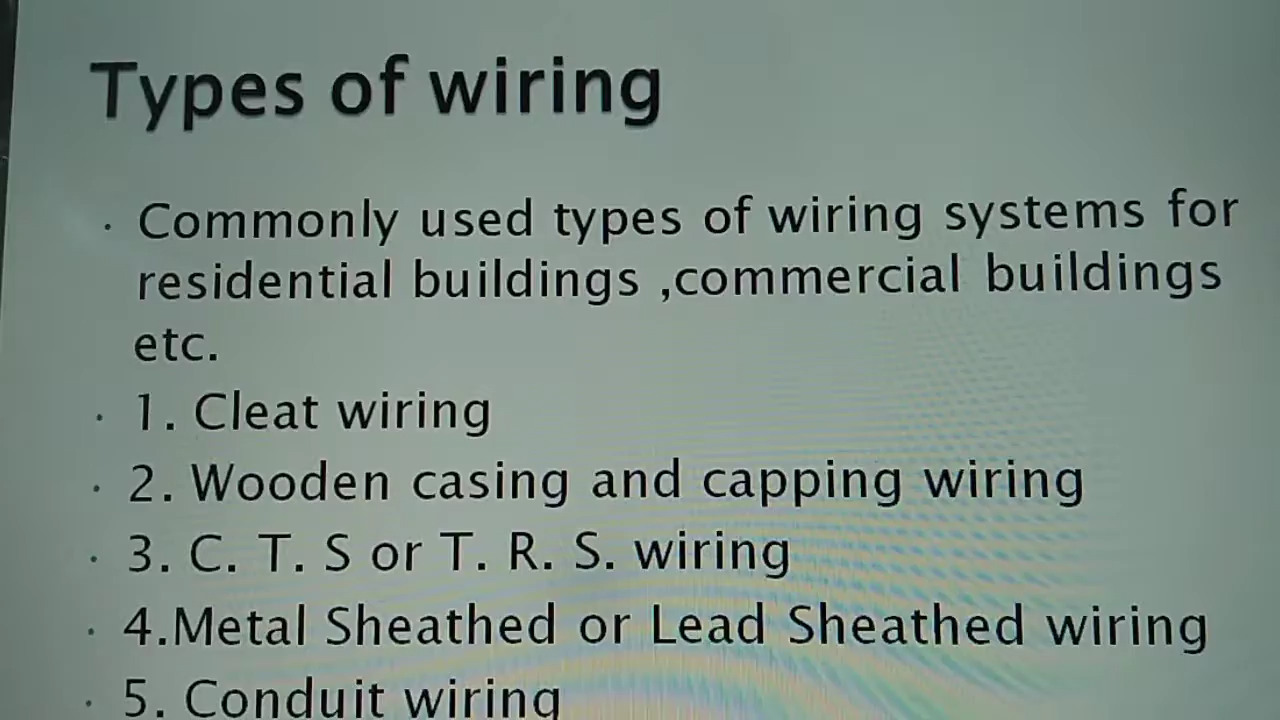 Types of wiring
· Commonly used types of wiring systems for
residential buildings ,commercial buildings
etc.
· 1. Cleat wiring
· 2. Wooden casing and capping wiring
· 3. C. T. S or T. R. S. wiring
· 4.Metal Sheathed or Lead Sheathed wiring
· 5. Conduit wiring